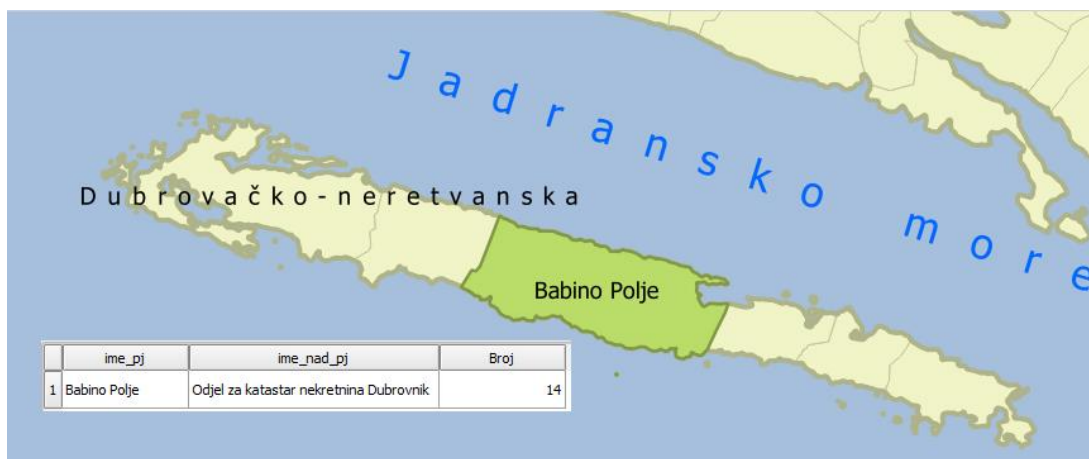 Jadransko more
Dubrovačko-neretvanska
Babino Polje
ime_pj ime_nad_pj Broj
1 Babino Polje Odjel za katastar nekretnina Dubrovnik 14